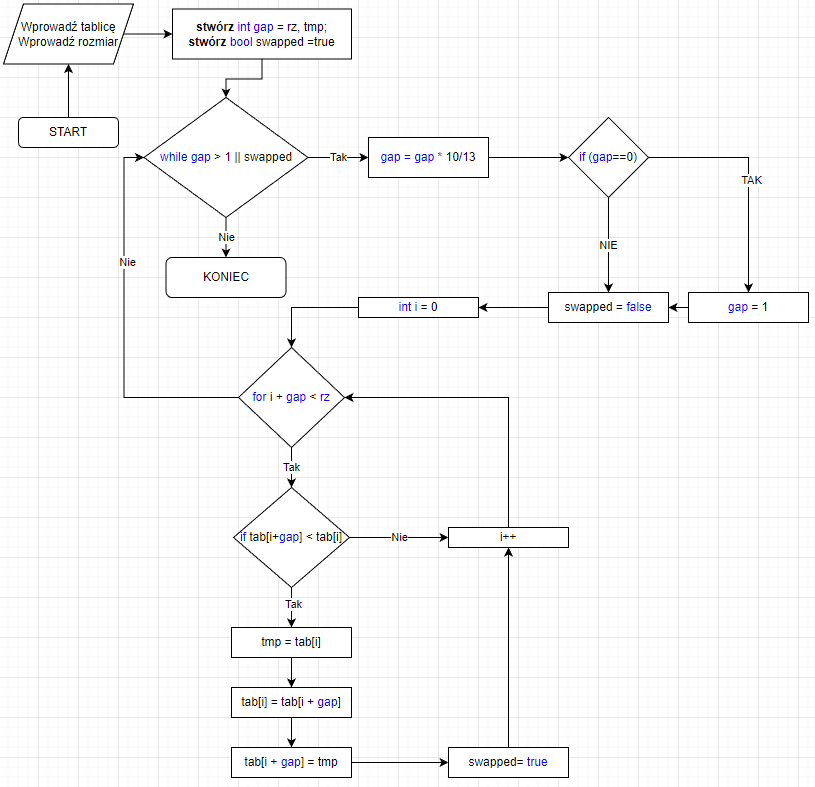 Wprowadź tablicę
Wprowadź rozmiar
stwórz int gap = rz, tmp;
stwórz bool swapped =true
START
while gap > 1 || swapped
Tak
gap = gap * 10/13
if (gap==0)
TAK
Nie
NIE
Nie
KONIEC
int i = 0
swapped = false
gap = 1
for i + gap < rz
Tak
if tab[i+gap] < tab[i]
Nie
i++
Tak
tmp = tab[i]
tab[i] = tab[i + gap]
tab[i + gap] = tmp
swapped= true